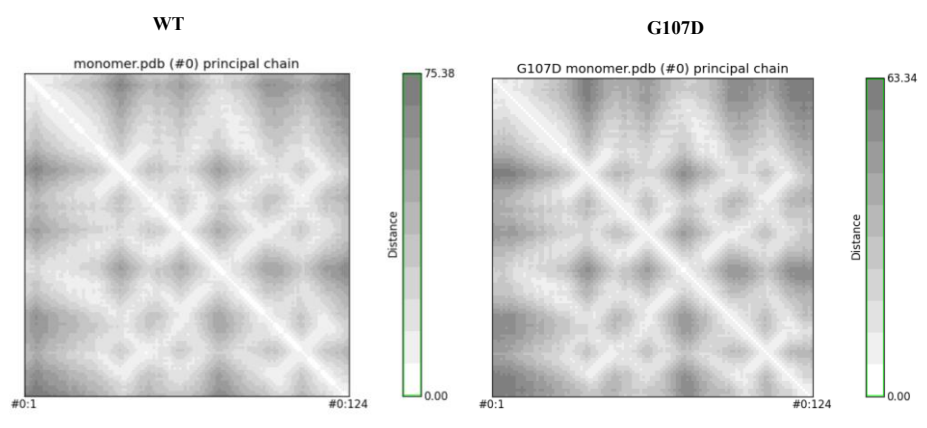 WT
G107D
monomer.pdb (#0) principal chain
G107D monomer.pdb (#0) principal chain
75.38
63.34
Distance
Distance
0.00
0.00
#0:1
#0:124
#0:1
#0:124